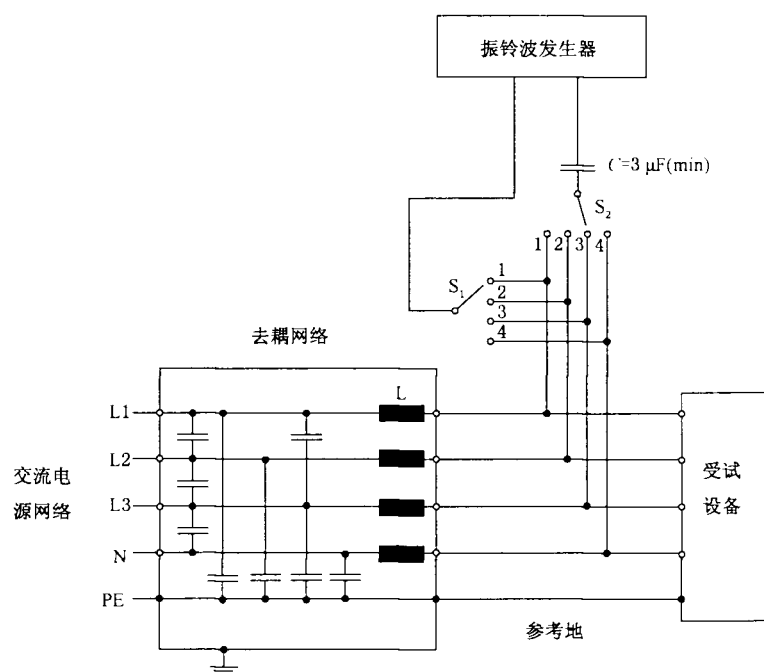 振铃波发生器
C=3 μF(min)
S2
1 2 3 4
S1
1
2
3
4
去耦网络
L
L1
L2
L3
N
PE
交流电
源网络
受试
设备
参考地